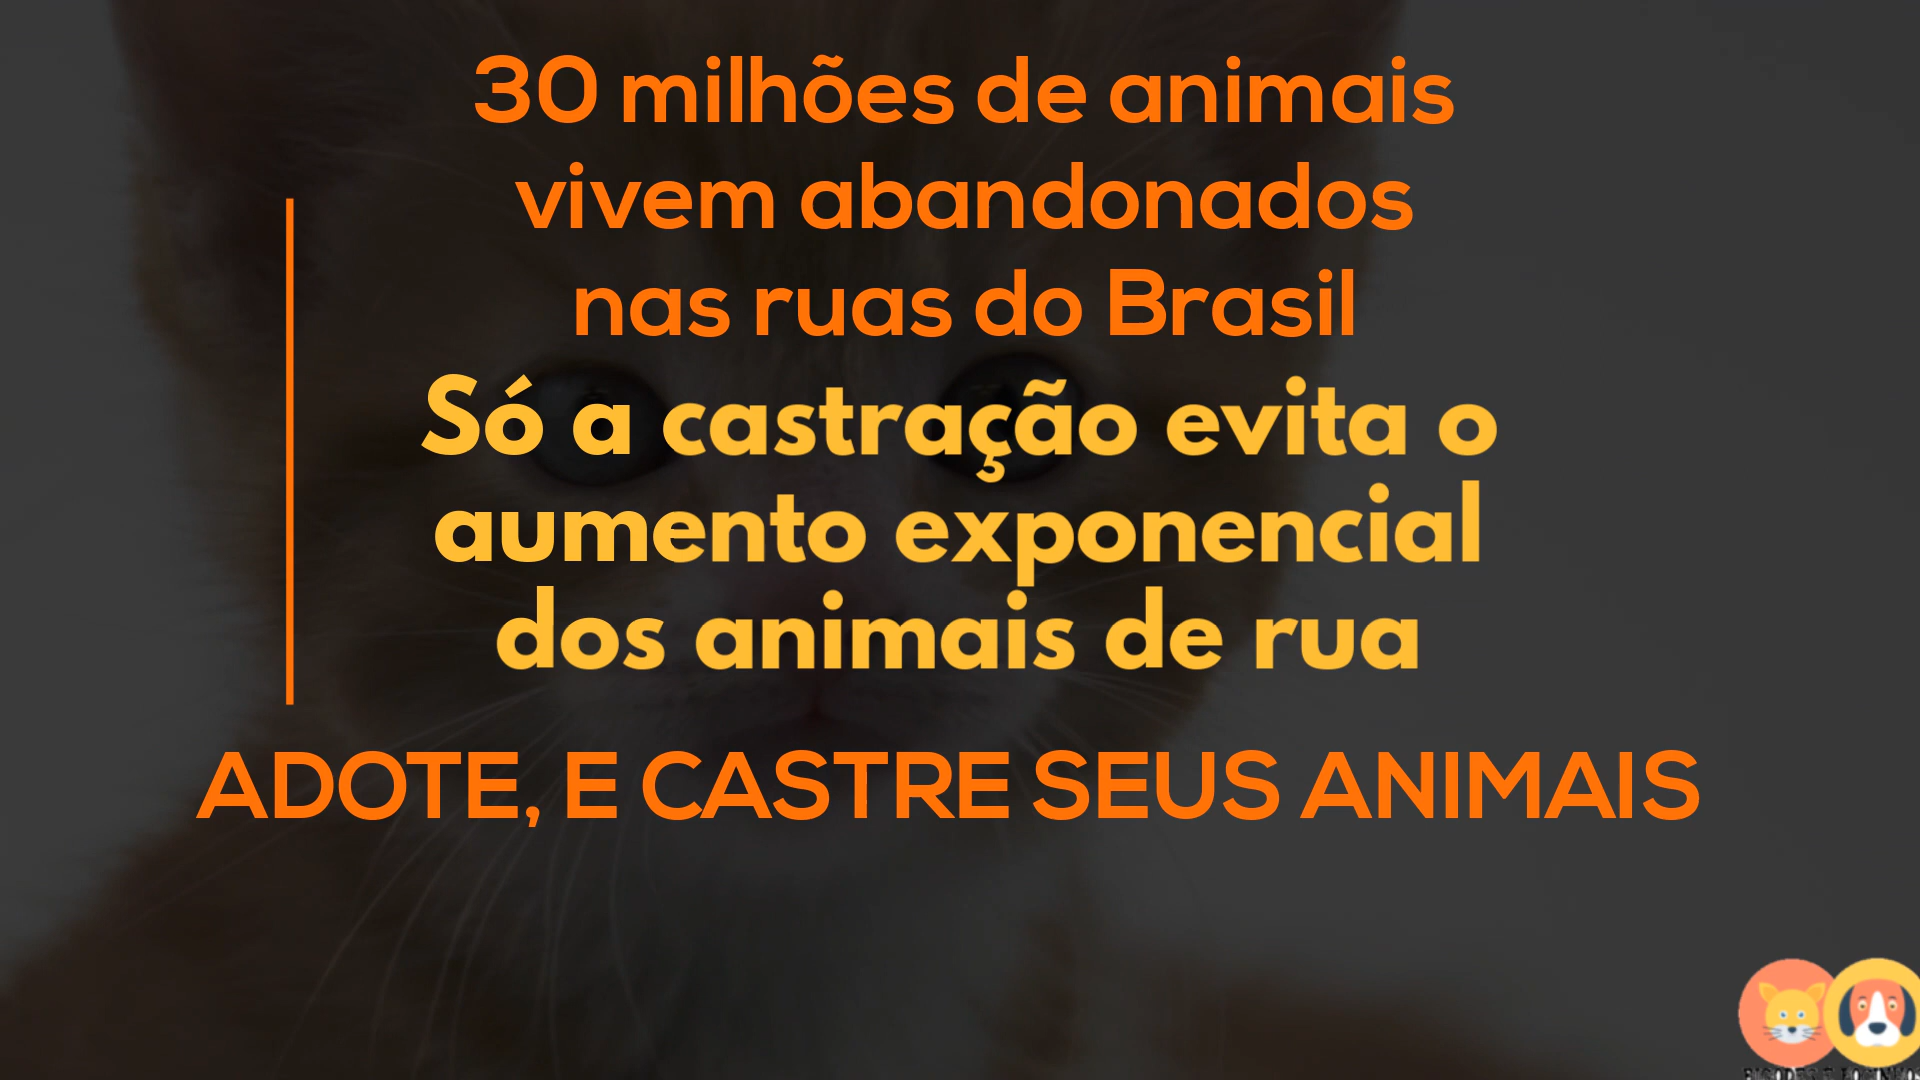 30 milhões de animais
vivem abandonados
nas ruas do Brasil
Só a castração evita o
aumento exponencial
dos animais de rua
ADOTE, E CASTRE SEUS ANIMAIS